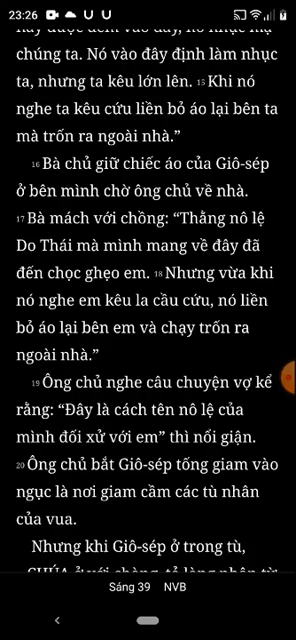 23:26
chúng ta. Nó vào đây định làm nhục
ta, nhưng ta kêu lớn lên. 15 Khi nó
nghe ta kêu cứu liền bỏ áo lại bên ta
mà trốn ra ngoài nhà.”
16 Bà chủ giữ chiếc áo của Giô-sép
ở bên mình chờ ông chủ về nhà.
17 Bà mách với chồng: “Thằng nô lệ
Do Thái mà mình mang về đây đã
đến chọc ghẹo em. 18 Nhưng vừa khi
nó nghe em kêu la cầu cứu, nó liền
bỏ áo lại bên em và chạy trốn ra
ngoài nhà.”
19 Ông chủ nghe câu chuyện vợ kể
rằng: “Đây là cách tên nô lệ của
mình đối xử với em” thì nổi giận.
20 Ông chủ bắt Giô-sép tống giam vào
ngục là nơi giam cầm các tù nhân
của vua.
Nhưng khi Giô-sép ở trong tù,
Sáng 39 NVB